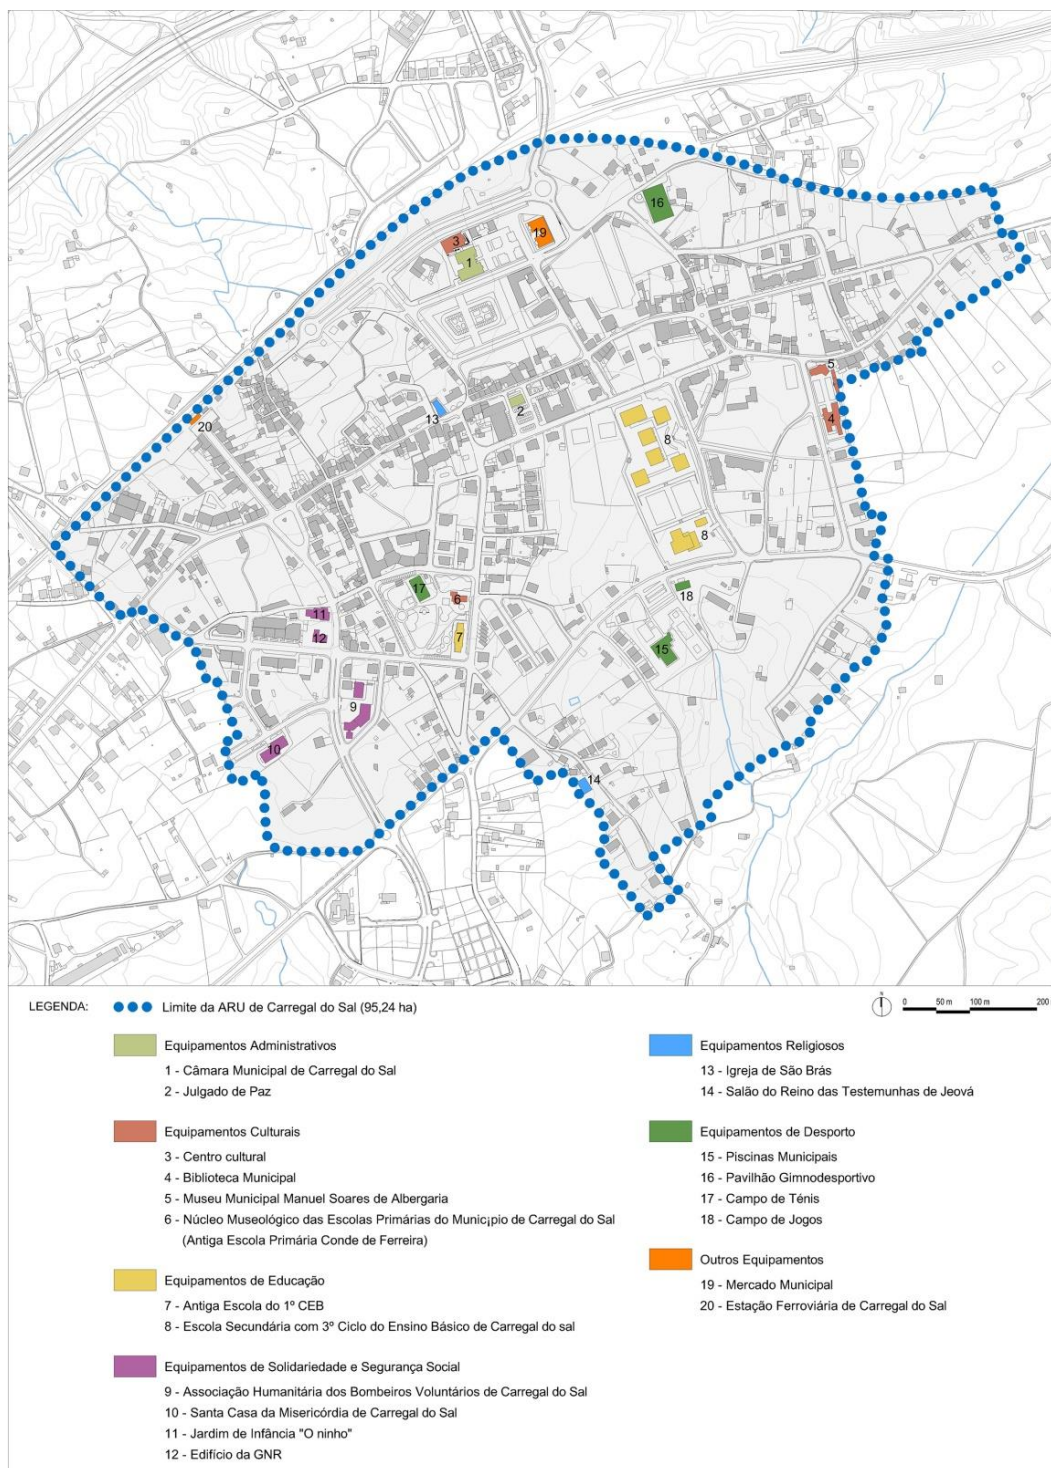 16
19
3
1
5
2
13
4
20
8
8
17
18
6
11
7
12
15
9
10
14
LEGENDA:
Limite da ARU de Carregal do Sal (95,24 ha)
N
0 50 m 100 m 200
Equipamentos Administrativos
1 - Câmara Municipal de Carregal do Sal
2 - Julgado de Paz
Equipamentos Culturais
3 - Centro cultural
4 - Biblioteca Municipal
5 - Museu Municipal Manuel Soares de Albergaria
6 - Núcleo Museológico das Escolas Primárias do Munic¡pio de Carregal do Sal
(Antiga Escola Primária Conde de Ferreira)
Equipamentos de Educação
7 - Antiga Escola do 1º CEB
8 - Escola Secundária com 3º Ciclo do Ensino Básico de Carregal do sal
Equipamentos de Solidariedade e Segurança Social
9 - Associação Humanitária dos Bombeiros Voluntários de Carregal do Sal
10 - Santa Casa da Misericórdia de Carregal do Sal
11 - Jardim de Infância "O ninho"
12 - Edifício da GNR
Equipamentos Religiosos
13 - Igreja de São Brás
14 - Salão do Reino das Testemunhas de Jeová
Equipamentos de Desporto
15 - Piscinas Municipais
16 - Pavilhão Gimnodesportivo
17 - Campo de Ténis
18 - Campo de Jogos
Outros Equipamentos
19 - Mercado Municipal
20 - Estação Ferroviária de Carregal do Sal